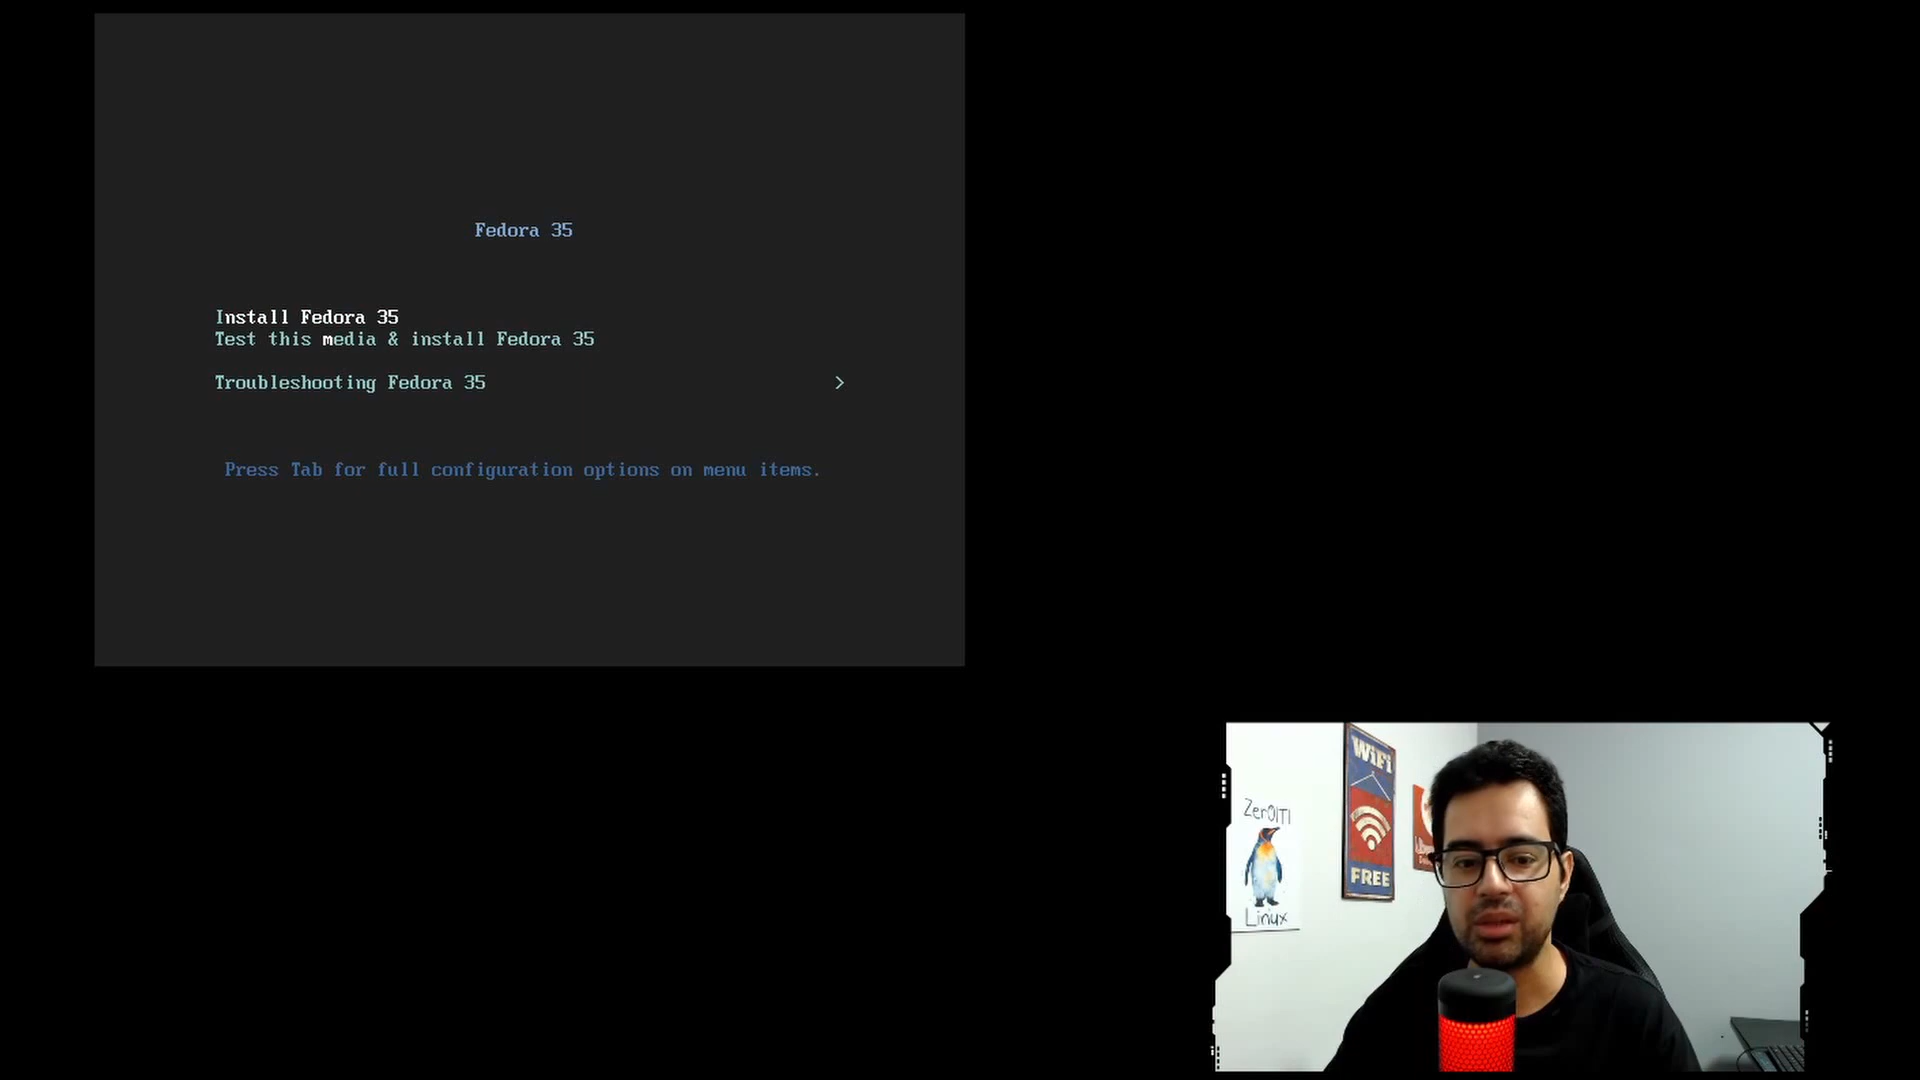 Fedora 35
Install Fedora 35
Test this media & install Fedora 35
Troubleshooting Fedora 35 >
Press Tab for full configuration options on menu items.
WiFi
FREE
Zer0ITI
Linux